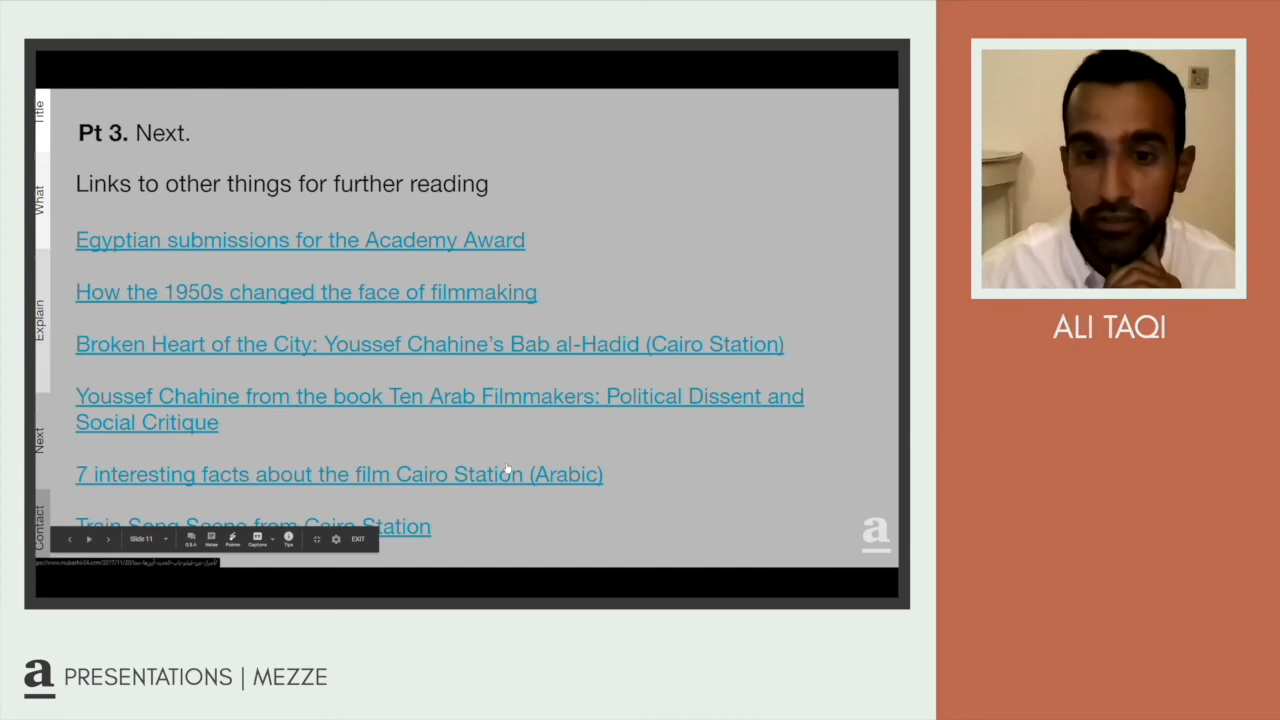 Title
What
Explain
Next
Contact
Pt 3. Next.
Links to other things for further reading
Egyptian submissions for the Academy Award
How the 1950s changed the face of filmmaking
Broken Heart of the City: Youssef Chahine's Bab al-Hadid (Cairo Station)
Youssef Chahine from the book Ten Arab Filmmakers: Political Dissent and
Social Critique
7 interesting facts about the film Cairo Station (Arabic)
Train Song Scene from Cairo Station
Slide 11
Q&A Notes Pointer Captions Tips EXIT
a
ALI TAQI
a PRESENTATIONS | MEZZE